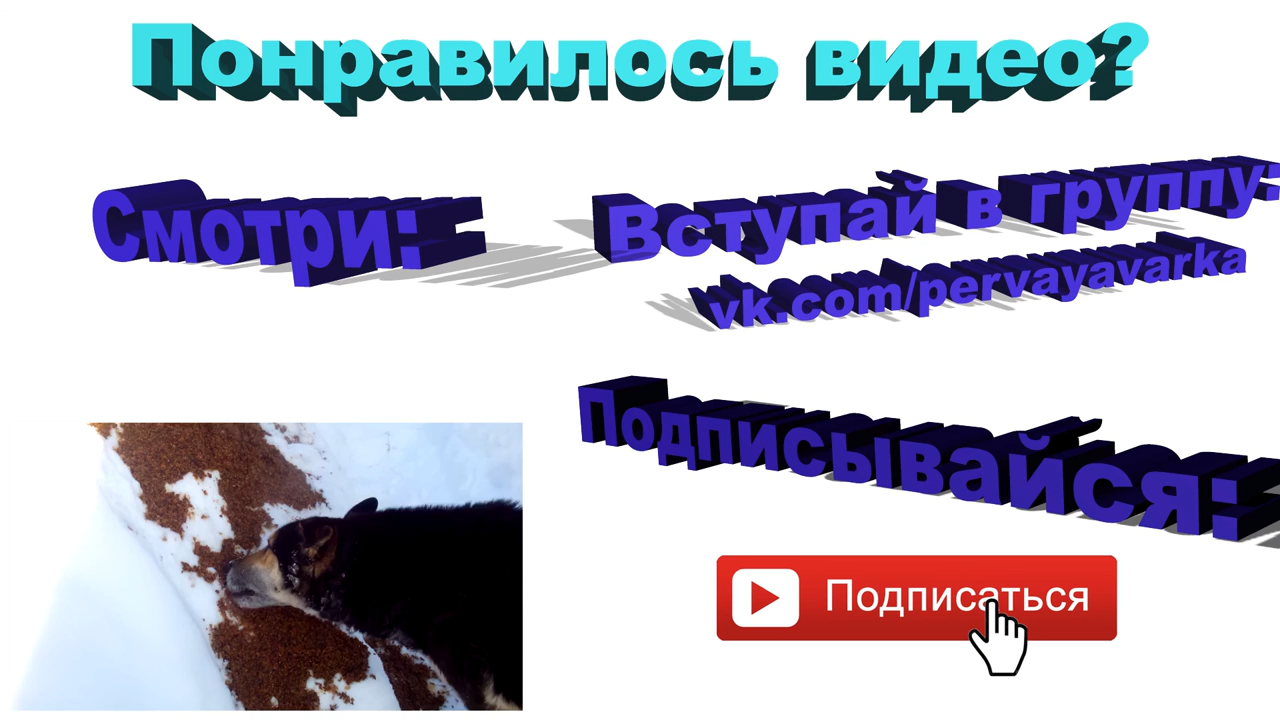 Понравилось видео?
Смотри:
Вступай в группу:
vk.com/pervayavarka
Подписывайся:
Подписаться